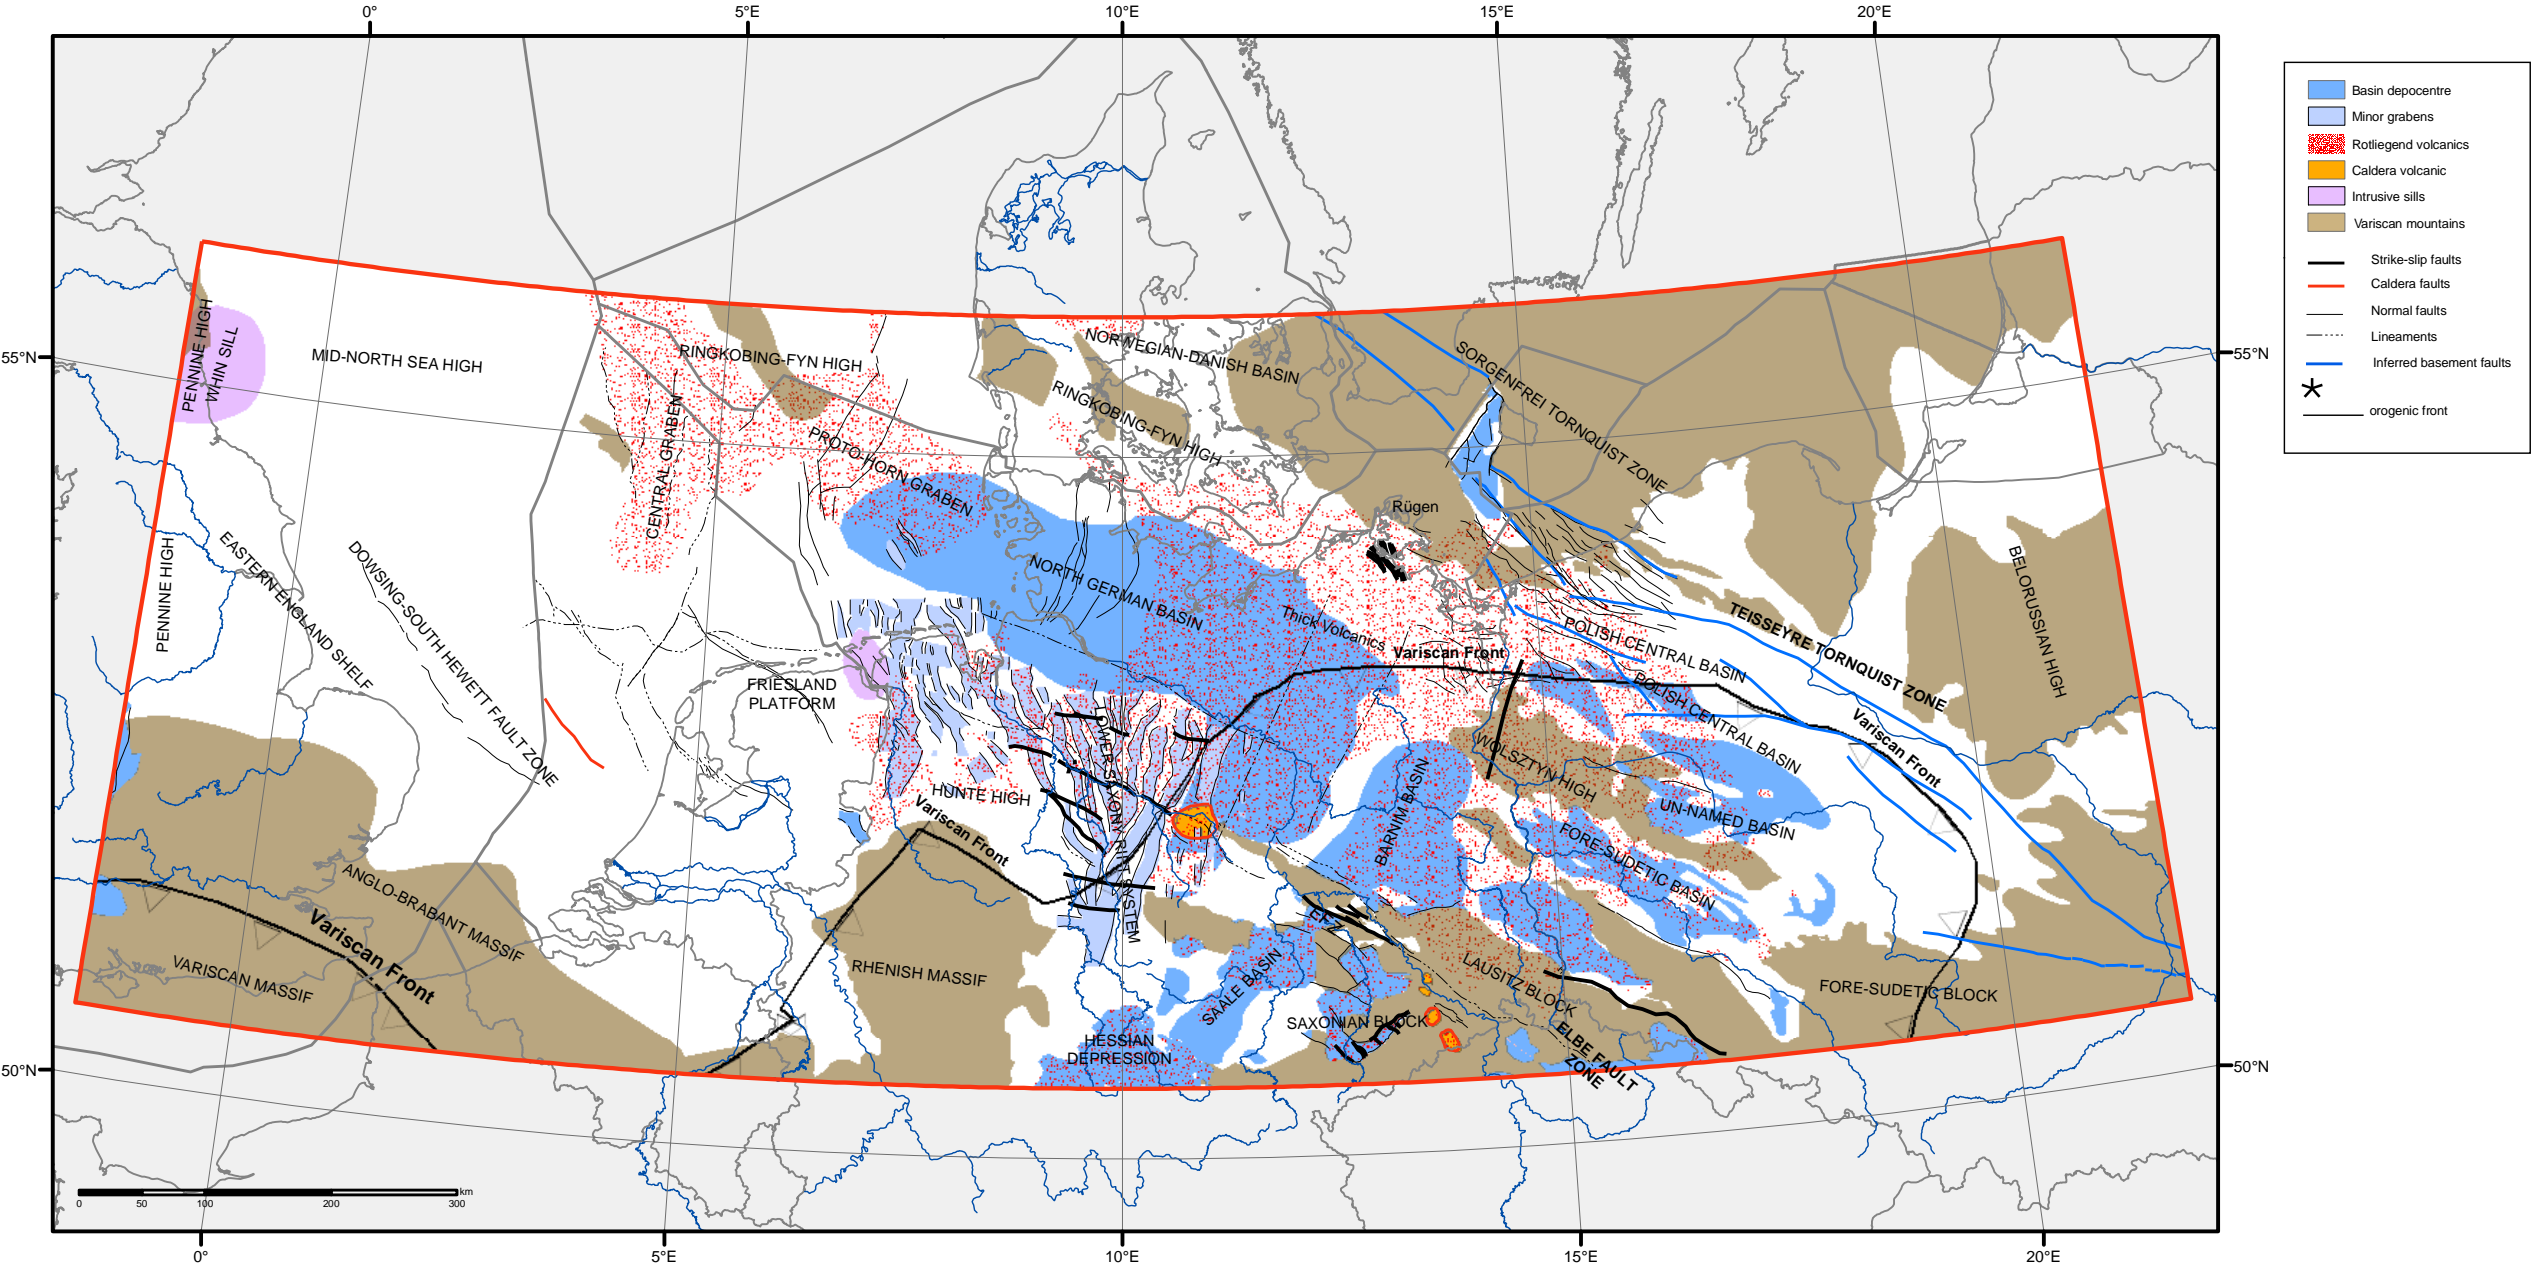 0°
5°E
10°E
15°E
20°E
Basin depocentre
Minor grabens
Rotliegend volcanics
Caldera volcanic
Intrusive sills
Variscan mountains
Strike-slip faults
Caldera faults
Normal faults
Lineaments
Inferred basement faults
orogenic front
55°N
55°N
PENNINE HIGH
WHIN SILL
MID-NORTH SEA HIGH
RINGKOBING-FYN HIGH
NORWEGIAN-DANISH BASIN
SORGENFREI TORNQUIST ZONE
RINGKOBING-FYN HIGH
CENTRAL GRABEN
PROTO-HORN GRABEN
Rügen
PENNINE HIGH
EASTERN ENGLAND SHELF
DOWSING-SOUTH HEWETT FAULT ZONE
NORTH GERMAN BASIN
Thick Volcanics
Variscan Front
POLISH CENTRAL BASIN
TEISSEYRE TORNQUIST ZONE
BELORUSSIAN HIGH
FRIESLAND
PLATFORM
POLISH CENTRAL BASIN
Variscan Front
LOWER SAXONY RIFT SYSTEM
WOLSZTYN HIGH
HUNTE HIGH
Variscan Front
BARNIM BASIN
UN-NAMED BASIN
FORE-SUDETIC BASIN
ANGLO-BRABANT MASSIF
Variscan Front
EFZ
VARISCAN MASSIF
RHENISH MASSIF
SAALE BASIN
LAUSITZ BLOCK
FORE-SUDETIC BLOCK
SAXONIAN BLOCK
HESSIAN
DEPRESSION
ELBE FAULT
ZONE
50°N
50°N
km
0
50
100
200
300
0°
5°E
10°E
15°E
20°E